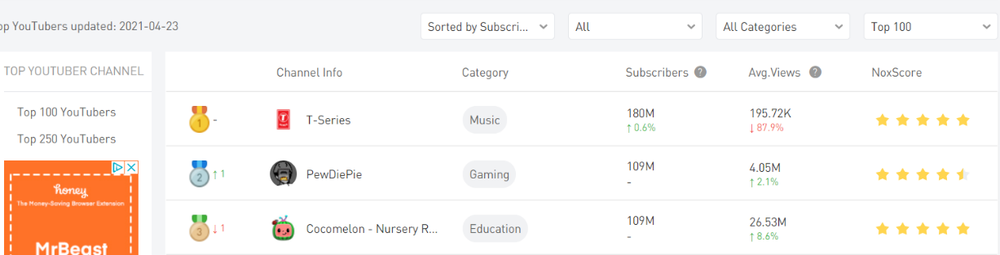 op YouTubers updated: 2021-04-23
Sorted by Subscri...
All
All Categories
Top 100
TOP YOUTUBER CHANNEL
Top 100 YouTubers
Top 250 YouTubers
honey
The Money-Saving Browser Extension
MrBeast
Channel Info Category Subscribers ? Avg.Views ? NoxScore
1 - T-Series Music 180M 195.72K
↑ 0.6% ↓ 87.9%
2 ↑ 1 PewDiePie Gaming 109M 4.05M
- ↑ 2.1%
3 ↓ 1 Cocomelon - Nursery R... Education 109M 26.53M
- ↑ 8.6%